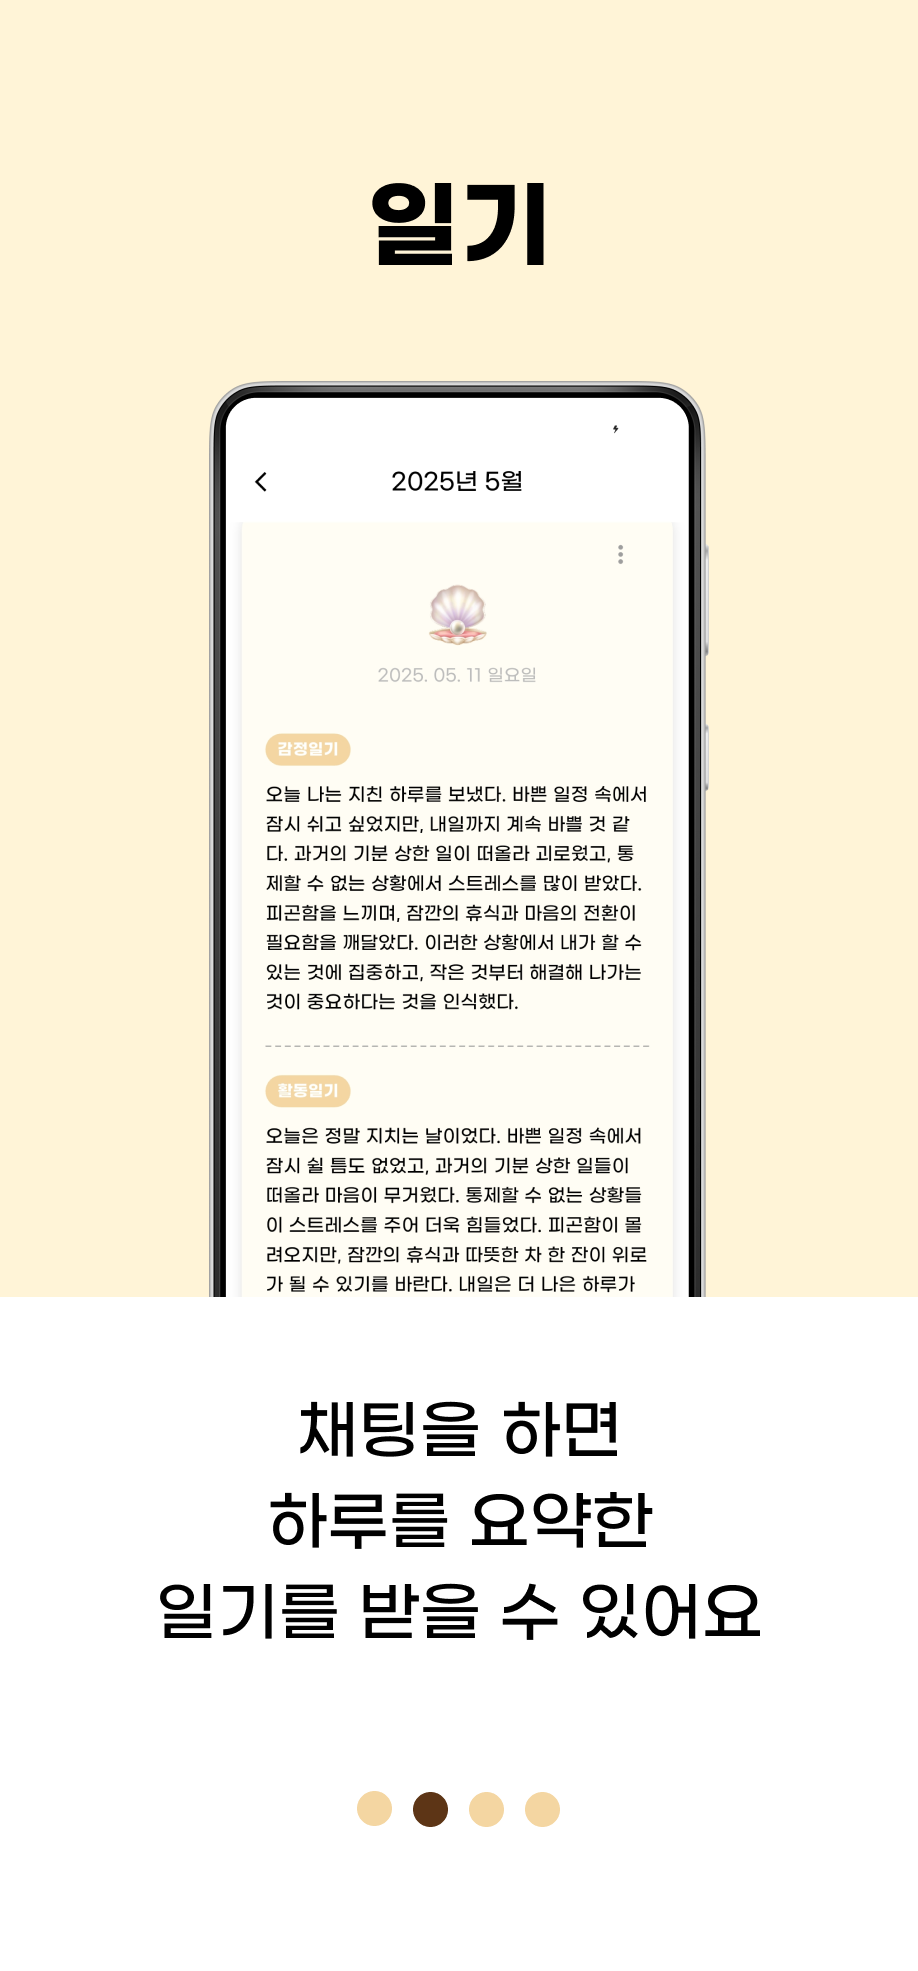 일기
2025년 5월
2025. 05. 11 일요일
감정일기
오늘 나는 지친 하루를 보냈다. 바쁜 일정 속에서
잠시 쉬고 싶었지만, 내일까지 계속 바쁠 것 같
다. 과거의 기분 상한 일이 떠올라 괴로웠고, 통
제할 수 없는 상황에서 스트레스를 많이 받았다.
피곤함을 느끼며, 잠깐의 휴식과 마음의 전환이
필요함을 깨달았다. 이러한 상황에서 내가 할 수
있는 것에 집중하고, 작은 것부터 해결해 나가는
것이 중요하다는 것을 인식했다.
활동일기
오늘은 정말 지치는 날이었다. 바쁜 일정 속에서
잠시 쉴 틈도 없었고, 과거의 기분 상한 일들이
떠올라 마음이 무거웠다. 통제할 수 없는 상황들
이 스트레스를 주어 더욱 힘들었다. 피곤함이 몰
려오지만, 잠깐의 휴식과 따뜻한 차 한 잔이 위로
가 될 수 있기를 바란다. 내일은 더 나은 하루가
채팅을 하면
하루를 요약한
일기를 받을 수 있어요